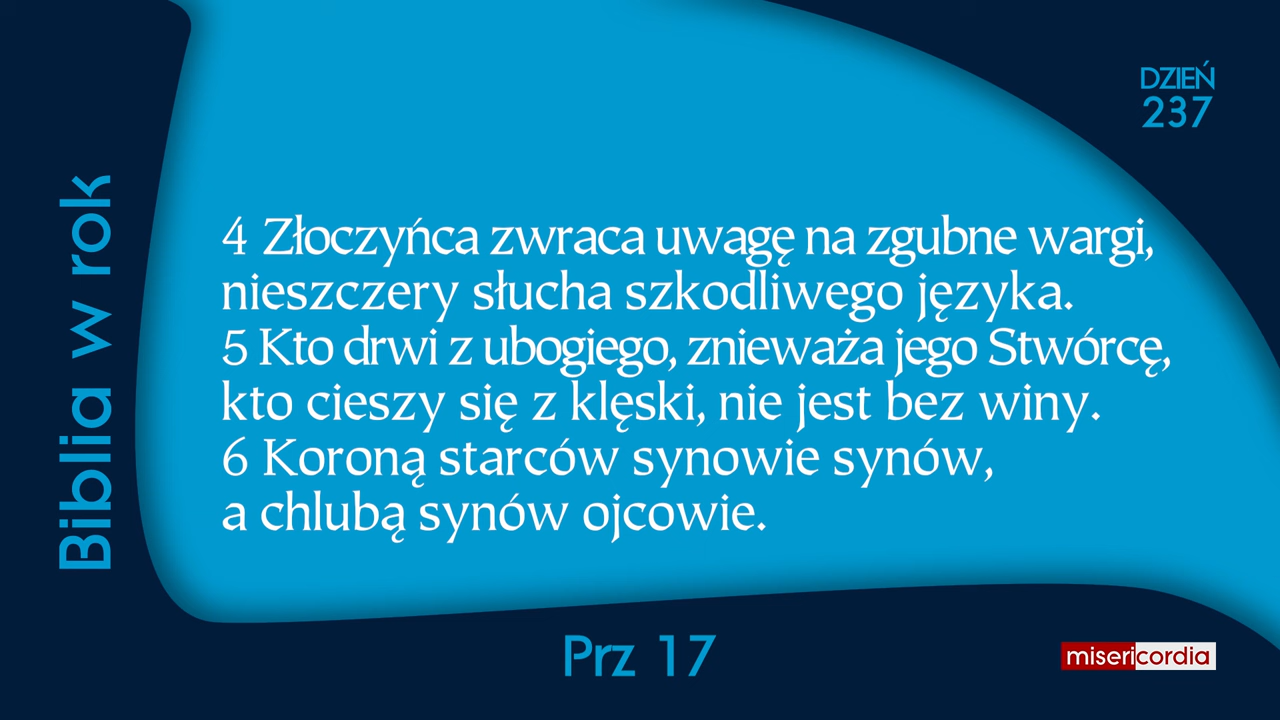 DZIEŃ
237
Biblia w rok
4 Złoczyńca zwraca uwagę na zgubne wargi,
nieszczery słucha szkodliwego języka.
5 Kto drwi z ubogiego, znieważa jego Stwórcę,
kto cieszy się z klęski, nie jest bez winy.
6 Koroną starców synowie synów,
a chlubą synów ojcowie.
Prz 17
misericordia